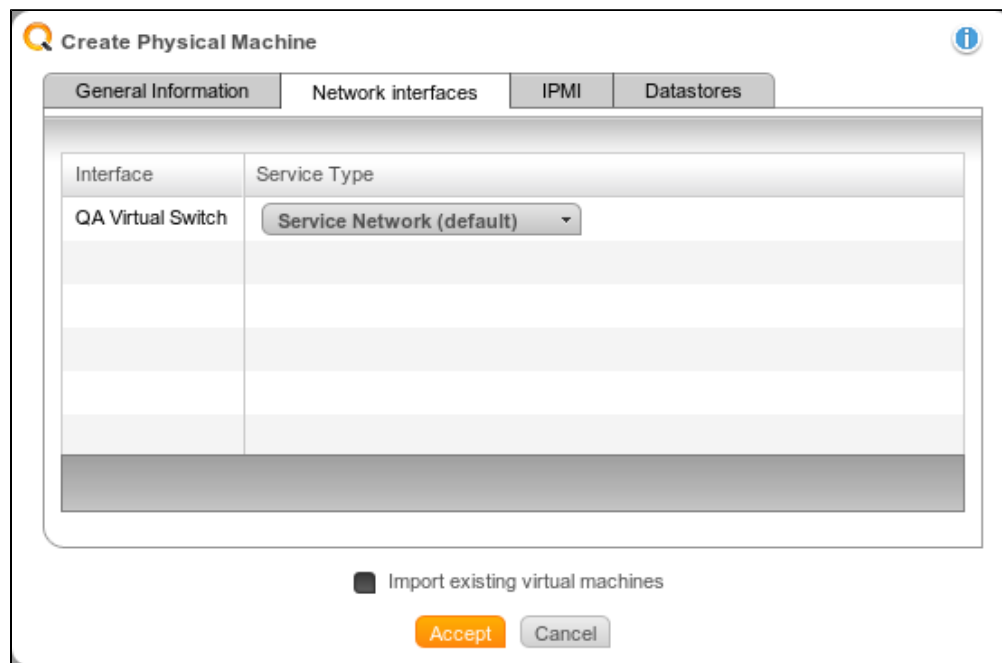 Create Physical Machine
General Information Network interfaces IPMI Datastores
Interface Service Type
QA Virtual Switch Service Network (default)
Import existing virtual machines
Accept Cancel